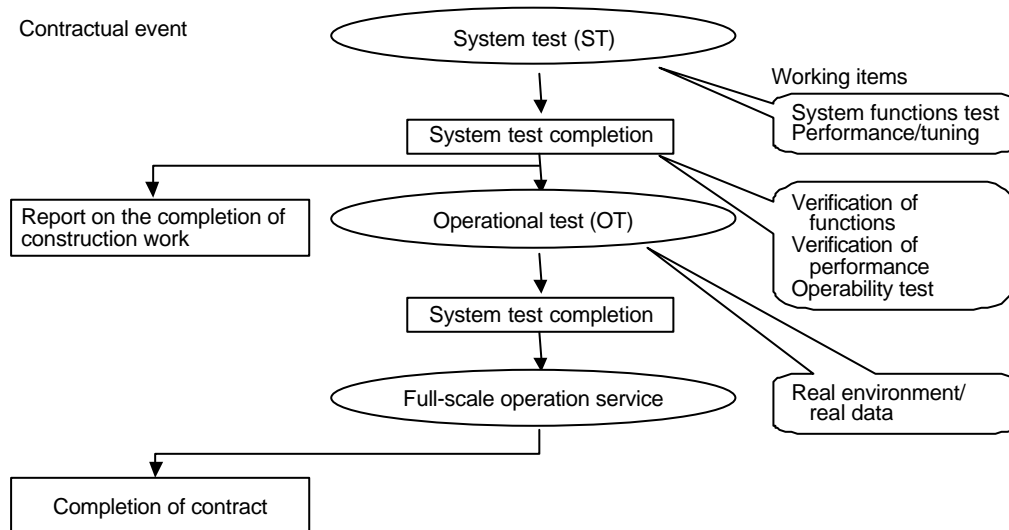 Contractual event
System test (ST)
Working items
System functions test
Performance/tuning
System test completion
Report on the completion of
construction work
Operational test (OT)
Verification of
functions
Verification of
performance
Operability test
System test completion
Full-scale operation service
Real environment/
real data
Completion of contract